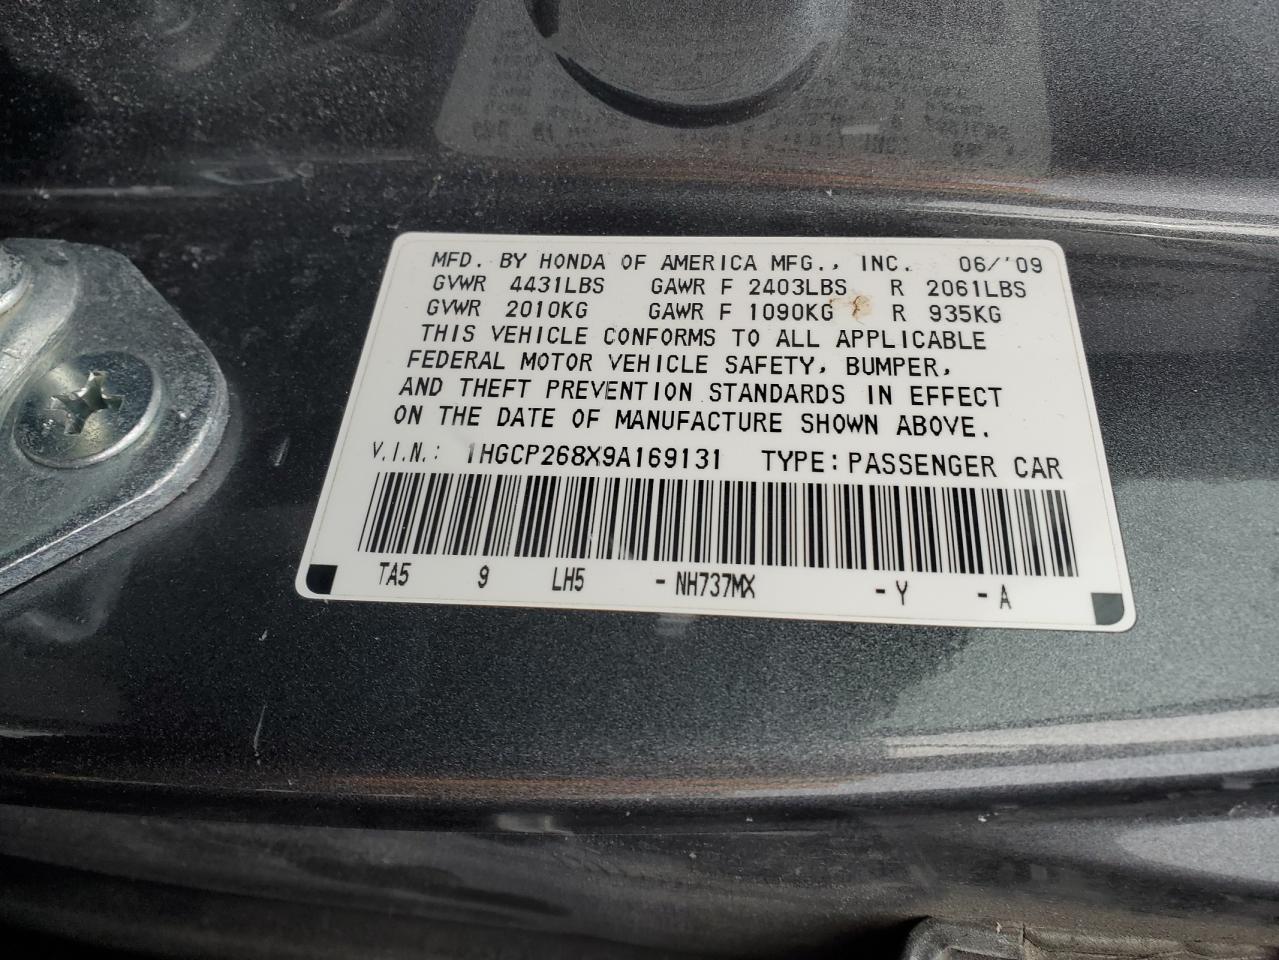 MFD. BY HONDA OF AMERICA MFG., INC. 06/'09
GVWR 4431LBS GAWR F 2403LBS R 2061LBS
GVWR 2010KG GAWR F 1090KG R 935KG
THIS VEHICLE CONFORMS TO ALL APPLICABLE
FEDERAL MOTOR VEHICLE SAFETY, BUMPER,
AND THEFT PREVENTION STANDARDS IN EFFECT
ON THE DATE OF MANUFACTURE SHOWN ABOVE.
V.I.N.: 1HGCP268X9A169131 TYPE: PASSENGER CAR
TA5 9 LH5 -NH737MX -Y -A